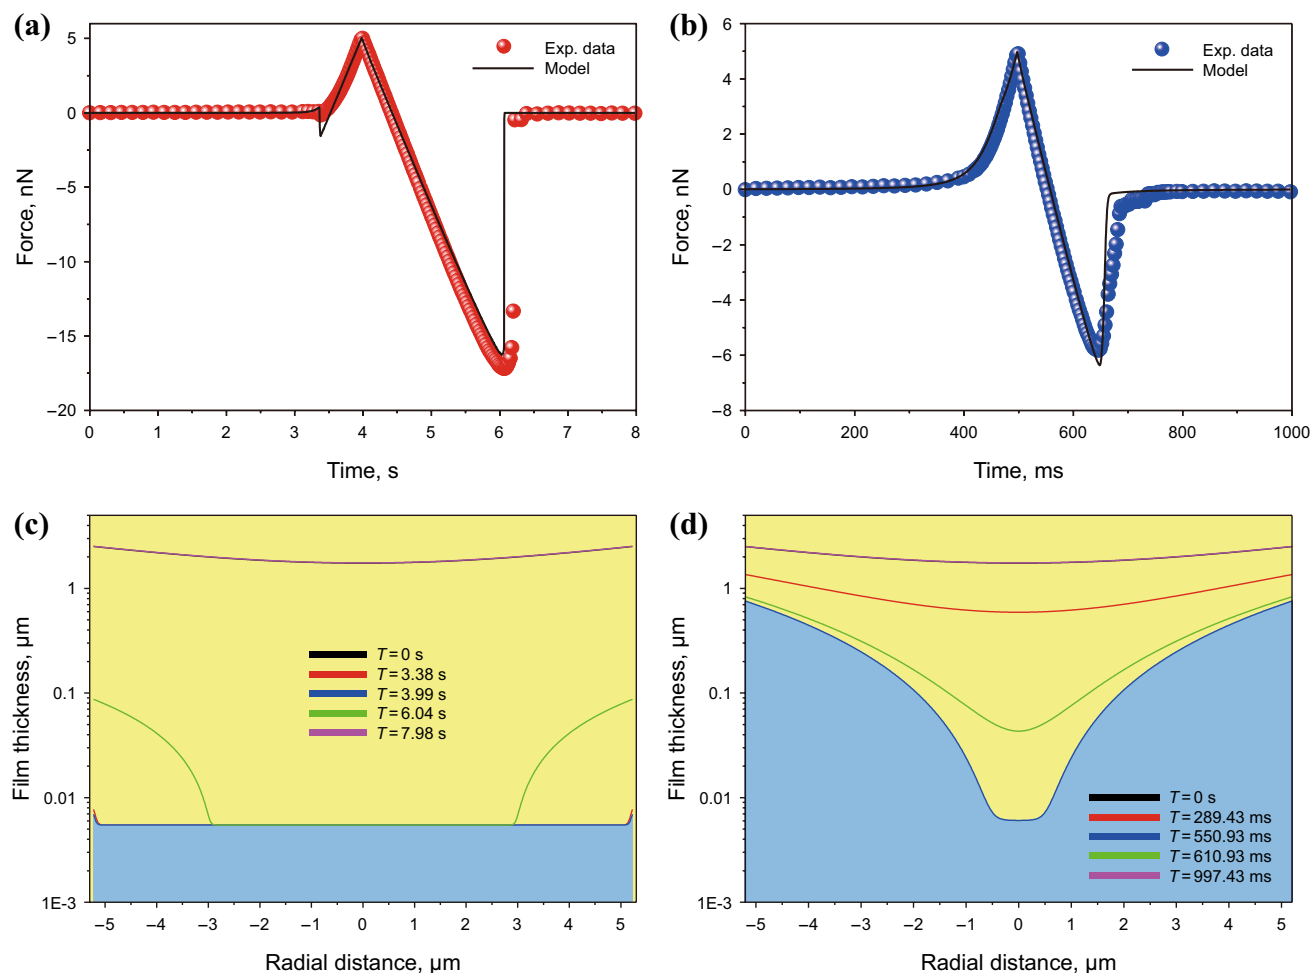 (a)
5
0
−5
−10
−15
−20
Force, nN
Exp. data
Model
0 1 2 3 4 5 6 7 8
Time, s
(b)
6
4
2
0
−2
−4
−6
−8
Force, nN
Exp. data
Model
0 200 400 600 800 1000
Time, ms
(c)
1
0.1
0.01
1E-3
Film thickness, μm
T = 0 s
T = 3.38 s
T = 3.99 s
T = 6.04 s
T = 7.98 s
−5 −4 −3 −2 −1 0 1 2 3 4 5
Radial distance, μm
(d)
1
0.1
0.01
1E-3
Film thickness, μm
T = 0 s
T = 289.43 ms
T = 550.93 ms
T = 610.93 ms
T = 997.43 ms
−5 −4 −3 −2 −1 0 1 2 3 4 5
Radial distance, μm